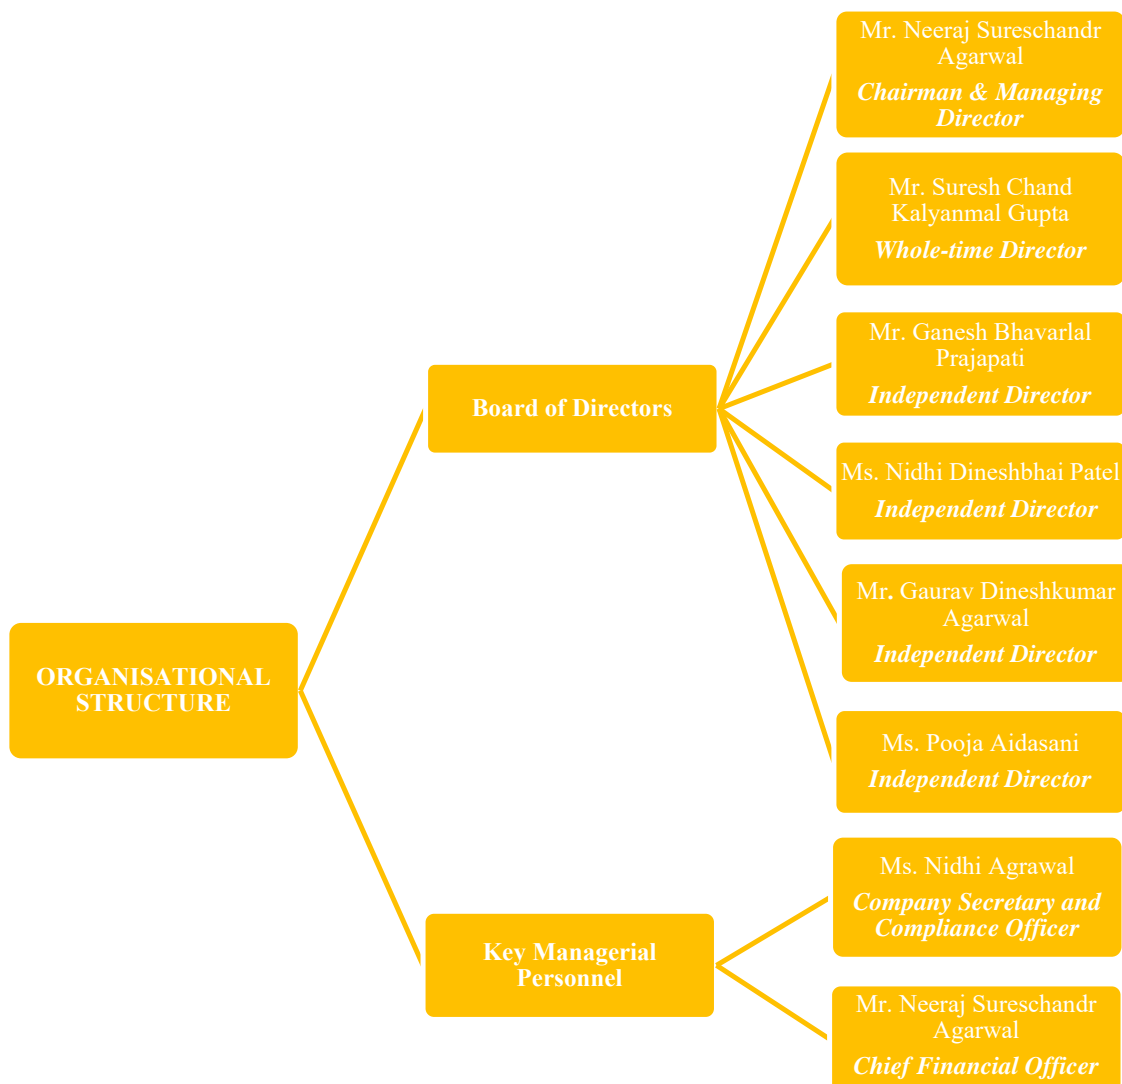 Mr. Neeraj Sureschandr
Agarwal
Chairman & Managing
Director
Mr. Suresh Chand
Kalyanmal Gupta
Whole-time Director
Mr. Ganesh Bhavarlal
Prajapati
Independent Director
Board of Directors
Ms. Nidhi Dineshbhai Patel
Independent Director
Mr. Gaurav Dineshkumar
Agarwal
Independent Director
ORGANISATIONAL
STRUCTURE
Ms. Pooja Aidasani
Independent Director
Ms. Nidhi Agrawal
Company Secretary and
Compliance Officer
Key Managerial
Personnel
Mr. Neeraj Sureschandr
Agarwal
Chief Financial Officer